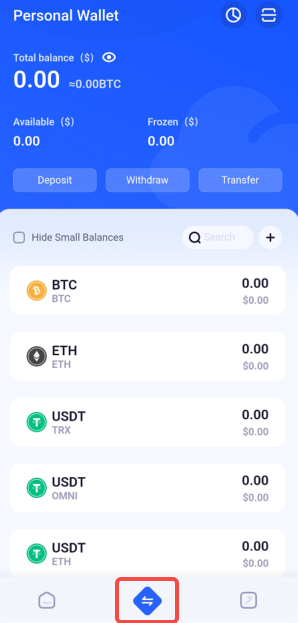 Personal Wallet
Total balance ($)
0.00 ≈0.00BTC
Available ($) Frozen ($)
0.00 0.00
Deposit Withdraw Transfer
Hide Small Balances Search +
BTC 0.00
BTC $0.00
ETH 0.00
ETH $0.00
USDT 0.00
TRX $0.00
USDT 0.00
OMNI $0.00
USDT 0.00
ETH $0.00